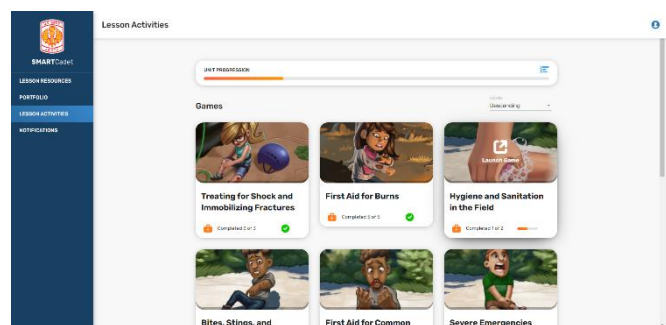 Lesson Activities
SMARTCadet
LESSON RESOURCES
PORTFOLIO
LESSON ACTIVITIES
NOTIFICATIONS
UNIT PROGRESSION
Games
Descending
Launch Game
Treating for Shock and
Immobilizing Fractures
Completed 3 of 3
First Aid for Burns
Completed 5 of 5
Hygiene and Sanitation
in the Field
Completed 1 of 2
Bites, Stings, and
First Aid for Common
Severe Emergencies